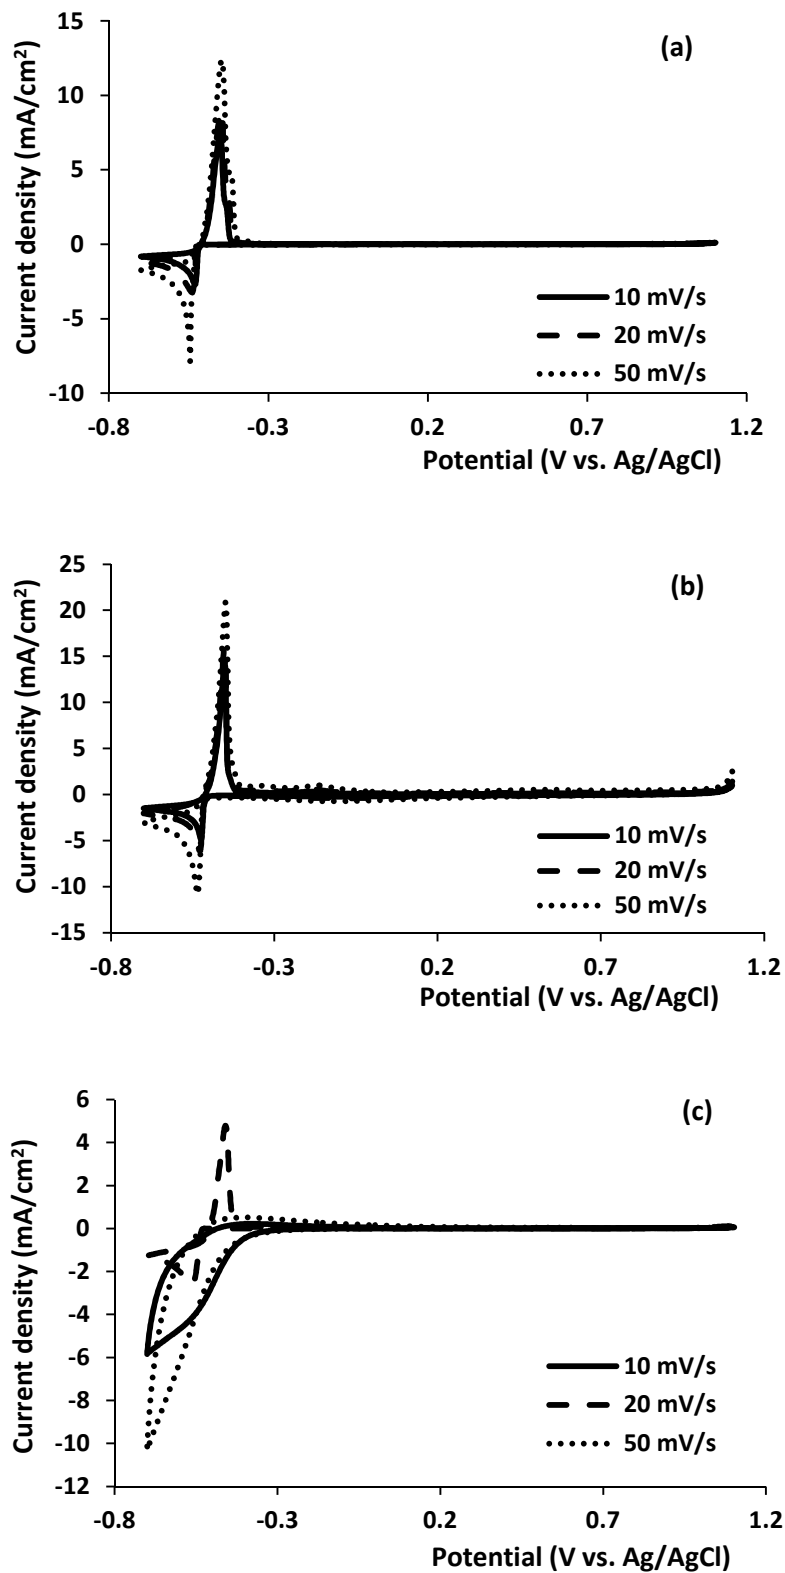 (a)
Current density (mA/cm²)
15
10
5
0
-5
-10
10 mV/s
20 mV/s
50 mV/s
-0.8
-0.3
0.2
0.7
1.2
Potential (V vs. Ag/AgCl)
(b)
Current density (mA/cm²)
25
20
15
10
5
0
-5
-10
-15
10 mV/s
20 mV/s
50 mV/s
-0.8
-0.3
0.2
0.7
1.2
Potential (V vs. Ag/AgCl)
(c)
Current density (mA/cm²)
6
4
2
0
-2
-4
-6
-8
-10
-12
10 mV/s
20 mV/s
50 mV/s
-0.8
-0.3
0.2
0.7
1.2
Potential (V vs. Ag/AgCl)